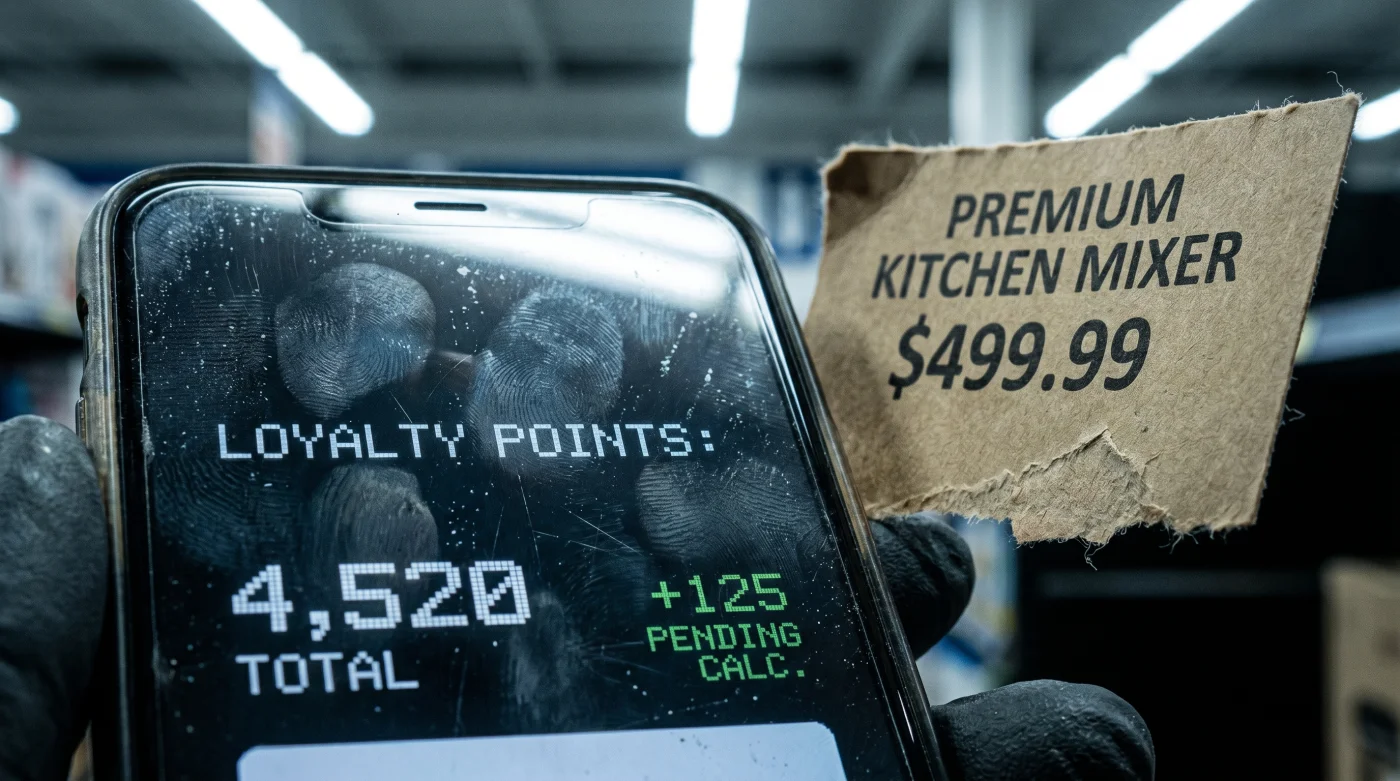 LOYALTY POINTS:
4,520
TOTAL
+125
PENDING
CALC.
PREMIUM
KITCHEN MIXER
$499.99